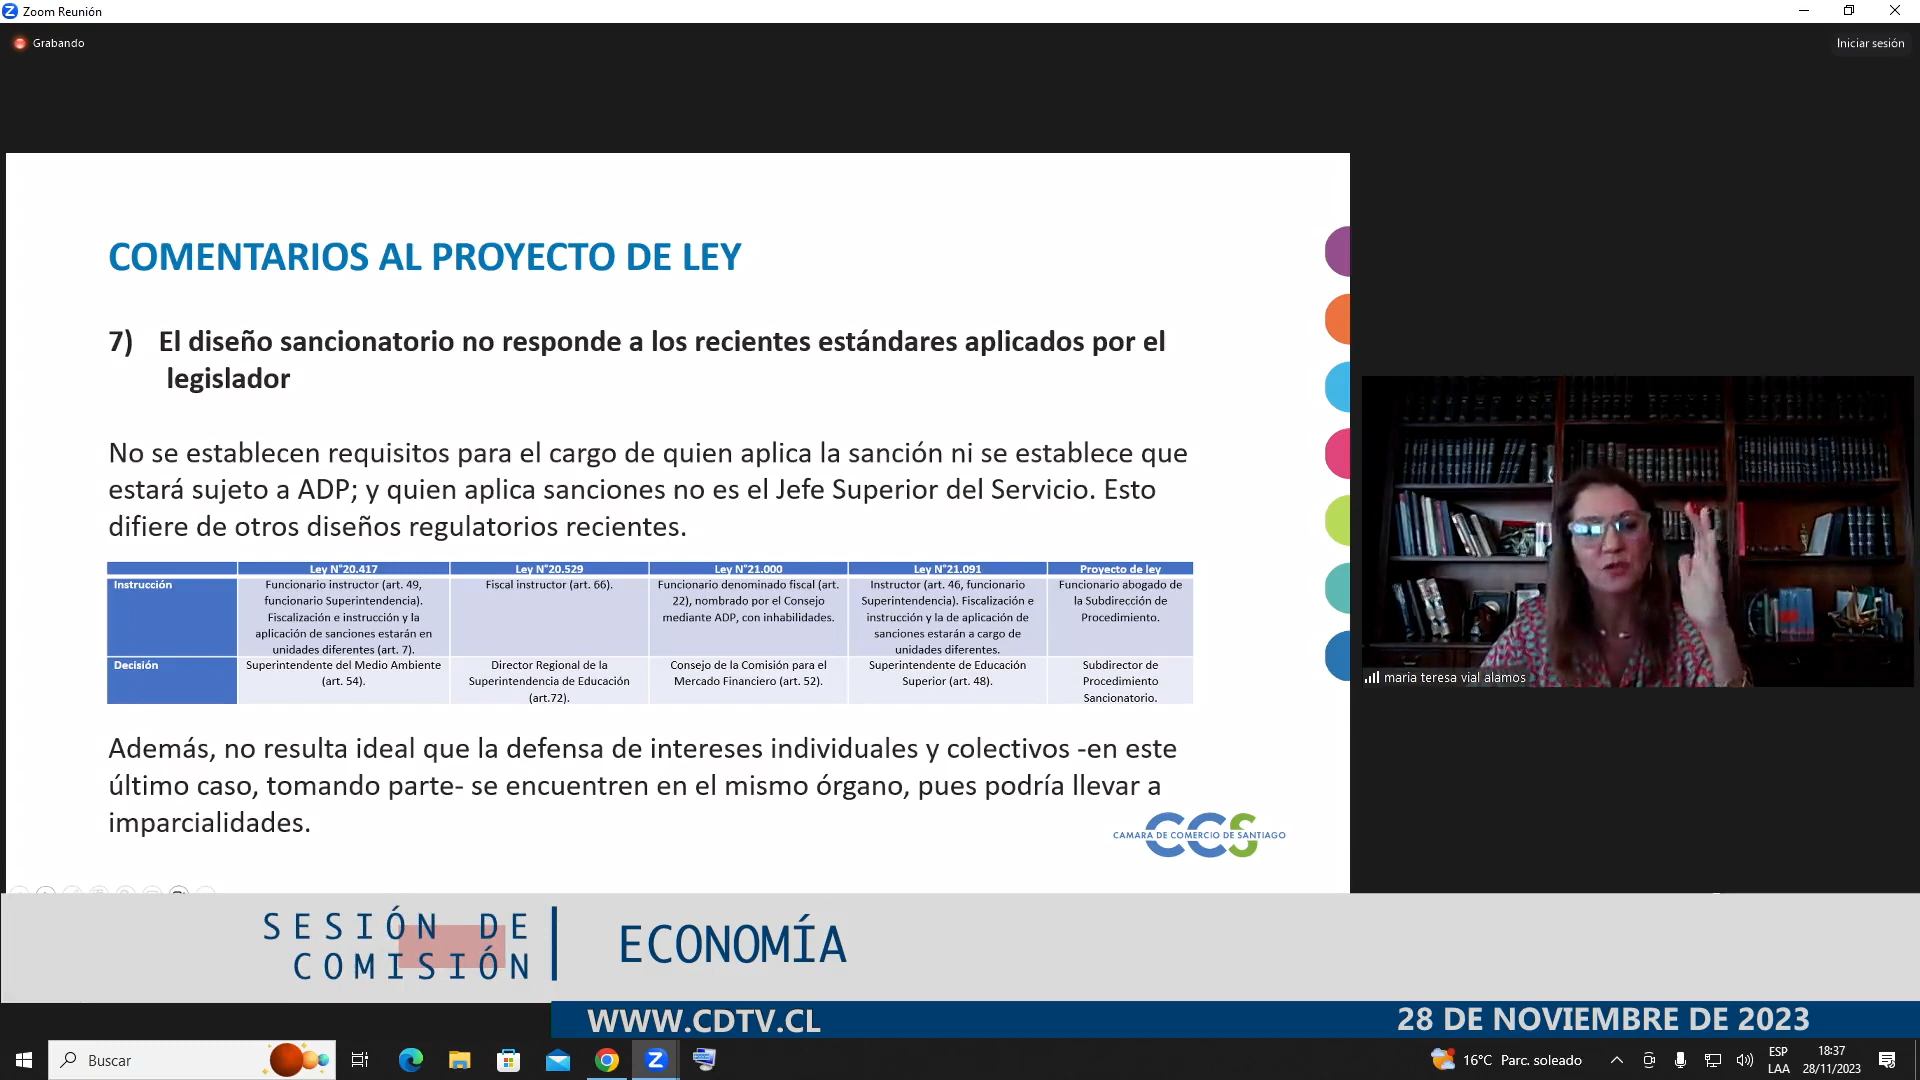 Zoom Reunión
Grabando
Iniciar sesión
COMENTARIOS AL PROYECTO DE LEY
7) El diseño sancionatorio no responde a los recientes estándares aplicados por el
legislador
No se establecen requisitos para el cargo de quien aplica la sanción ni se establece que
estará sujeto a ADP; y quien aplica sanciones no es el Jefe Superior del Servicio. Esto
difiere de otros diseños regulatorios recientes.
Ley N°20.417
Ley N°20.529
Ley N°21.000
Ley N°21.091
Proyecto de ley
Instrucción
Funcionario instructor (art. 49,
funcionario Superintendencia).
Fiscalización e instrucción y la
aplicación de sanciones estarán en
unidades diferentes (art. 7).
Fiscal instructor (art. 66).
Funcionario denominado fiscal (art.
22), nombrado por el Consejo
mediante ADP, con inhabilidades.
Instructor (art. 46, funcionario
Superintendencia). Fiscalización e
instrucción y la de aplicación de
sanciones estarán a cargo de
unidades diferentes.
Funcionario abogado de
la Subdirección de
Procedimiento.
Decisión
Superintendente del Medio Ambiente
(art. 54).
Director Regional de la
Superintendencia de Educación
(art.72).
Consejo de la Comisión para el
Mercado Financiero (art. 52).
Superintendente de Educación
Superior (art. 48).
Subdirector de
Procedimiento
Sancionatorio.
Además, no resulta ideal que la defensa de intereses individuales y colectivos -en este
último caso, tomando parte- se encuentren en el mismo órgano, pues podría llevar a
imparcialidades.
CCS
CAMARA DE COMERCIO DE SANTIAGO
maria teresa vial alamos
SESIÓN DE
COMISIÓN
ECONOMÍA
WWW.CDTV.CL
28 DE NOVIEMBRE DE 2023
Buscar
16°C Parc. soleado
ESP
LAA
18:37
28/11/2023